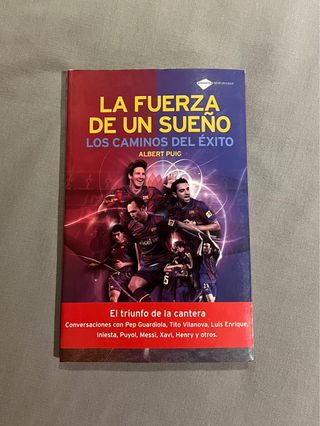 LA FUERZA
DE UN SUEÑO
LOS CAMINOS DEL ÉXITO
ALBERT PUIG
El triunfo de la cantera
Conversaciones con Pep Guardiola, Tito Vilanova, Luis Enrique,
Iniesta, Puyol, Messi, Xavi, Henry y otros.